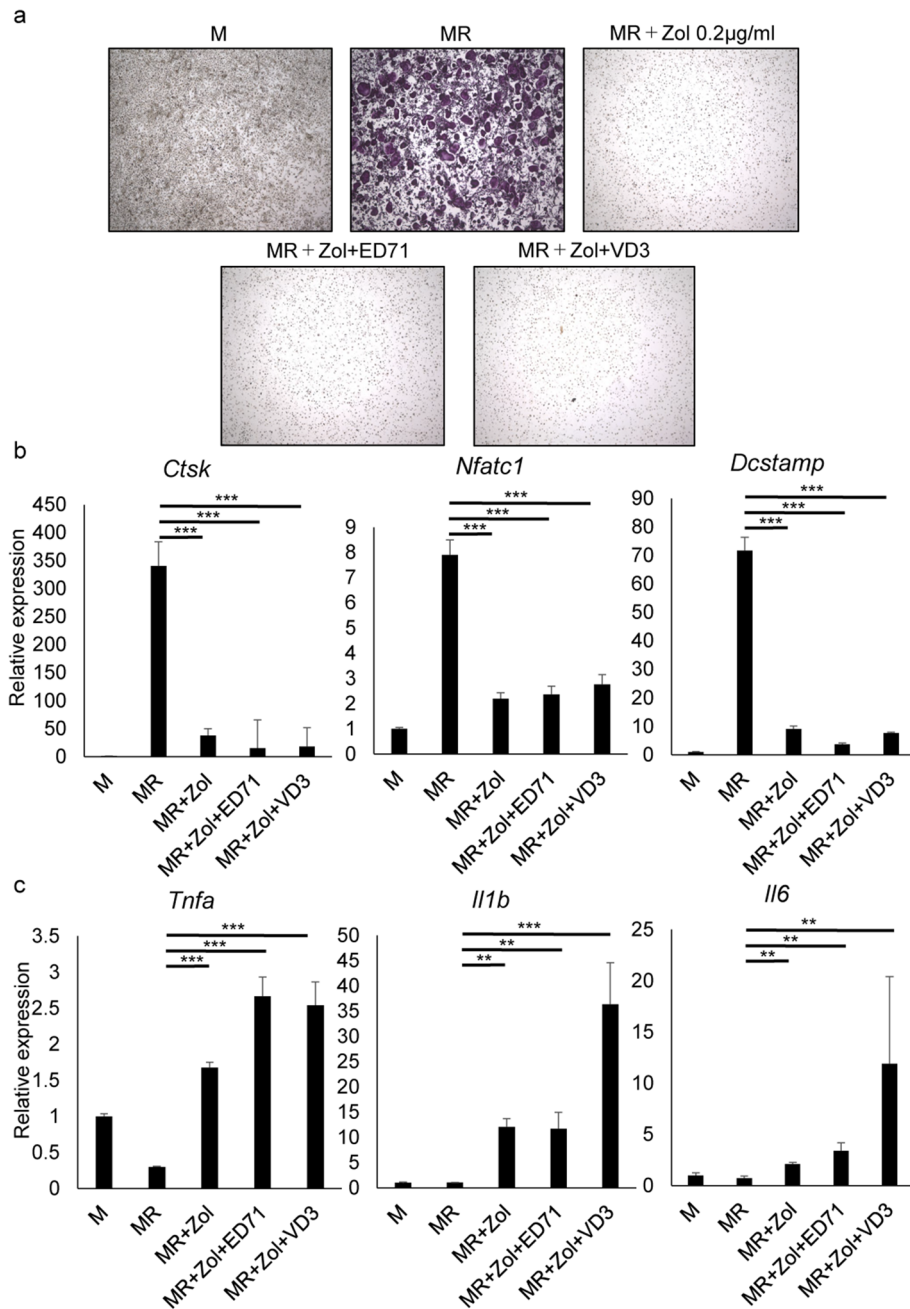 a
M
MR
MR+Zol 0.2μg/ml
MR+Zol+ED71
MR+Zol+VD3
b
Ctsk
Relative expression
450
400
350
300
250
200
150
100
50
0
***
***
***
M
MR
MR+Zol
MR+Zol+ED71
MR+Zol+VD3
Nfatc1
9
8
7
6
5
4
3
2
1
0
***
***
***
M
MR
MR+Zol
MR+Zol+ED71
MR+Zol+VD3
Dcstamp
90
80
70
60
50
40
30
20
10
0
***
***
***
M
MR
MR+Zol
MR+Zol+ED71
MR+Zol+VD3
c
Tnfa
Relative expression
3.5
3
2.5
2
1.5
1
0.5
0
***
***
***
M
MR
MR+Zol
MR+Zol+ED71
MR+Zol+VD3
Il1b
50
45
40
35
30
25
20
15
10
5
0
***
**
**
M
MR
MR+Zol
MR+Zol+ED71
MR+Zol+VD3
Il6
25
20
15
10
5
0
**
**
**
M
MR
MR+Zol
MR+Zol+ED71
MR+Zol+VD3